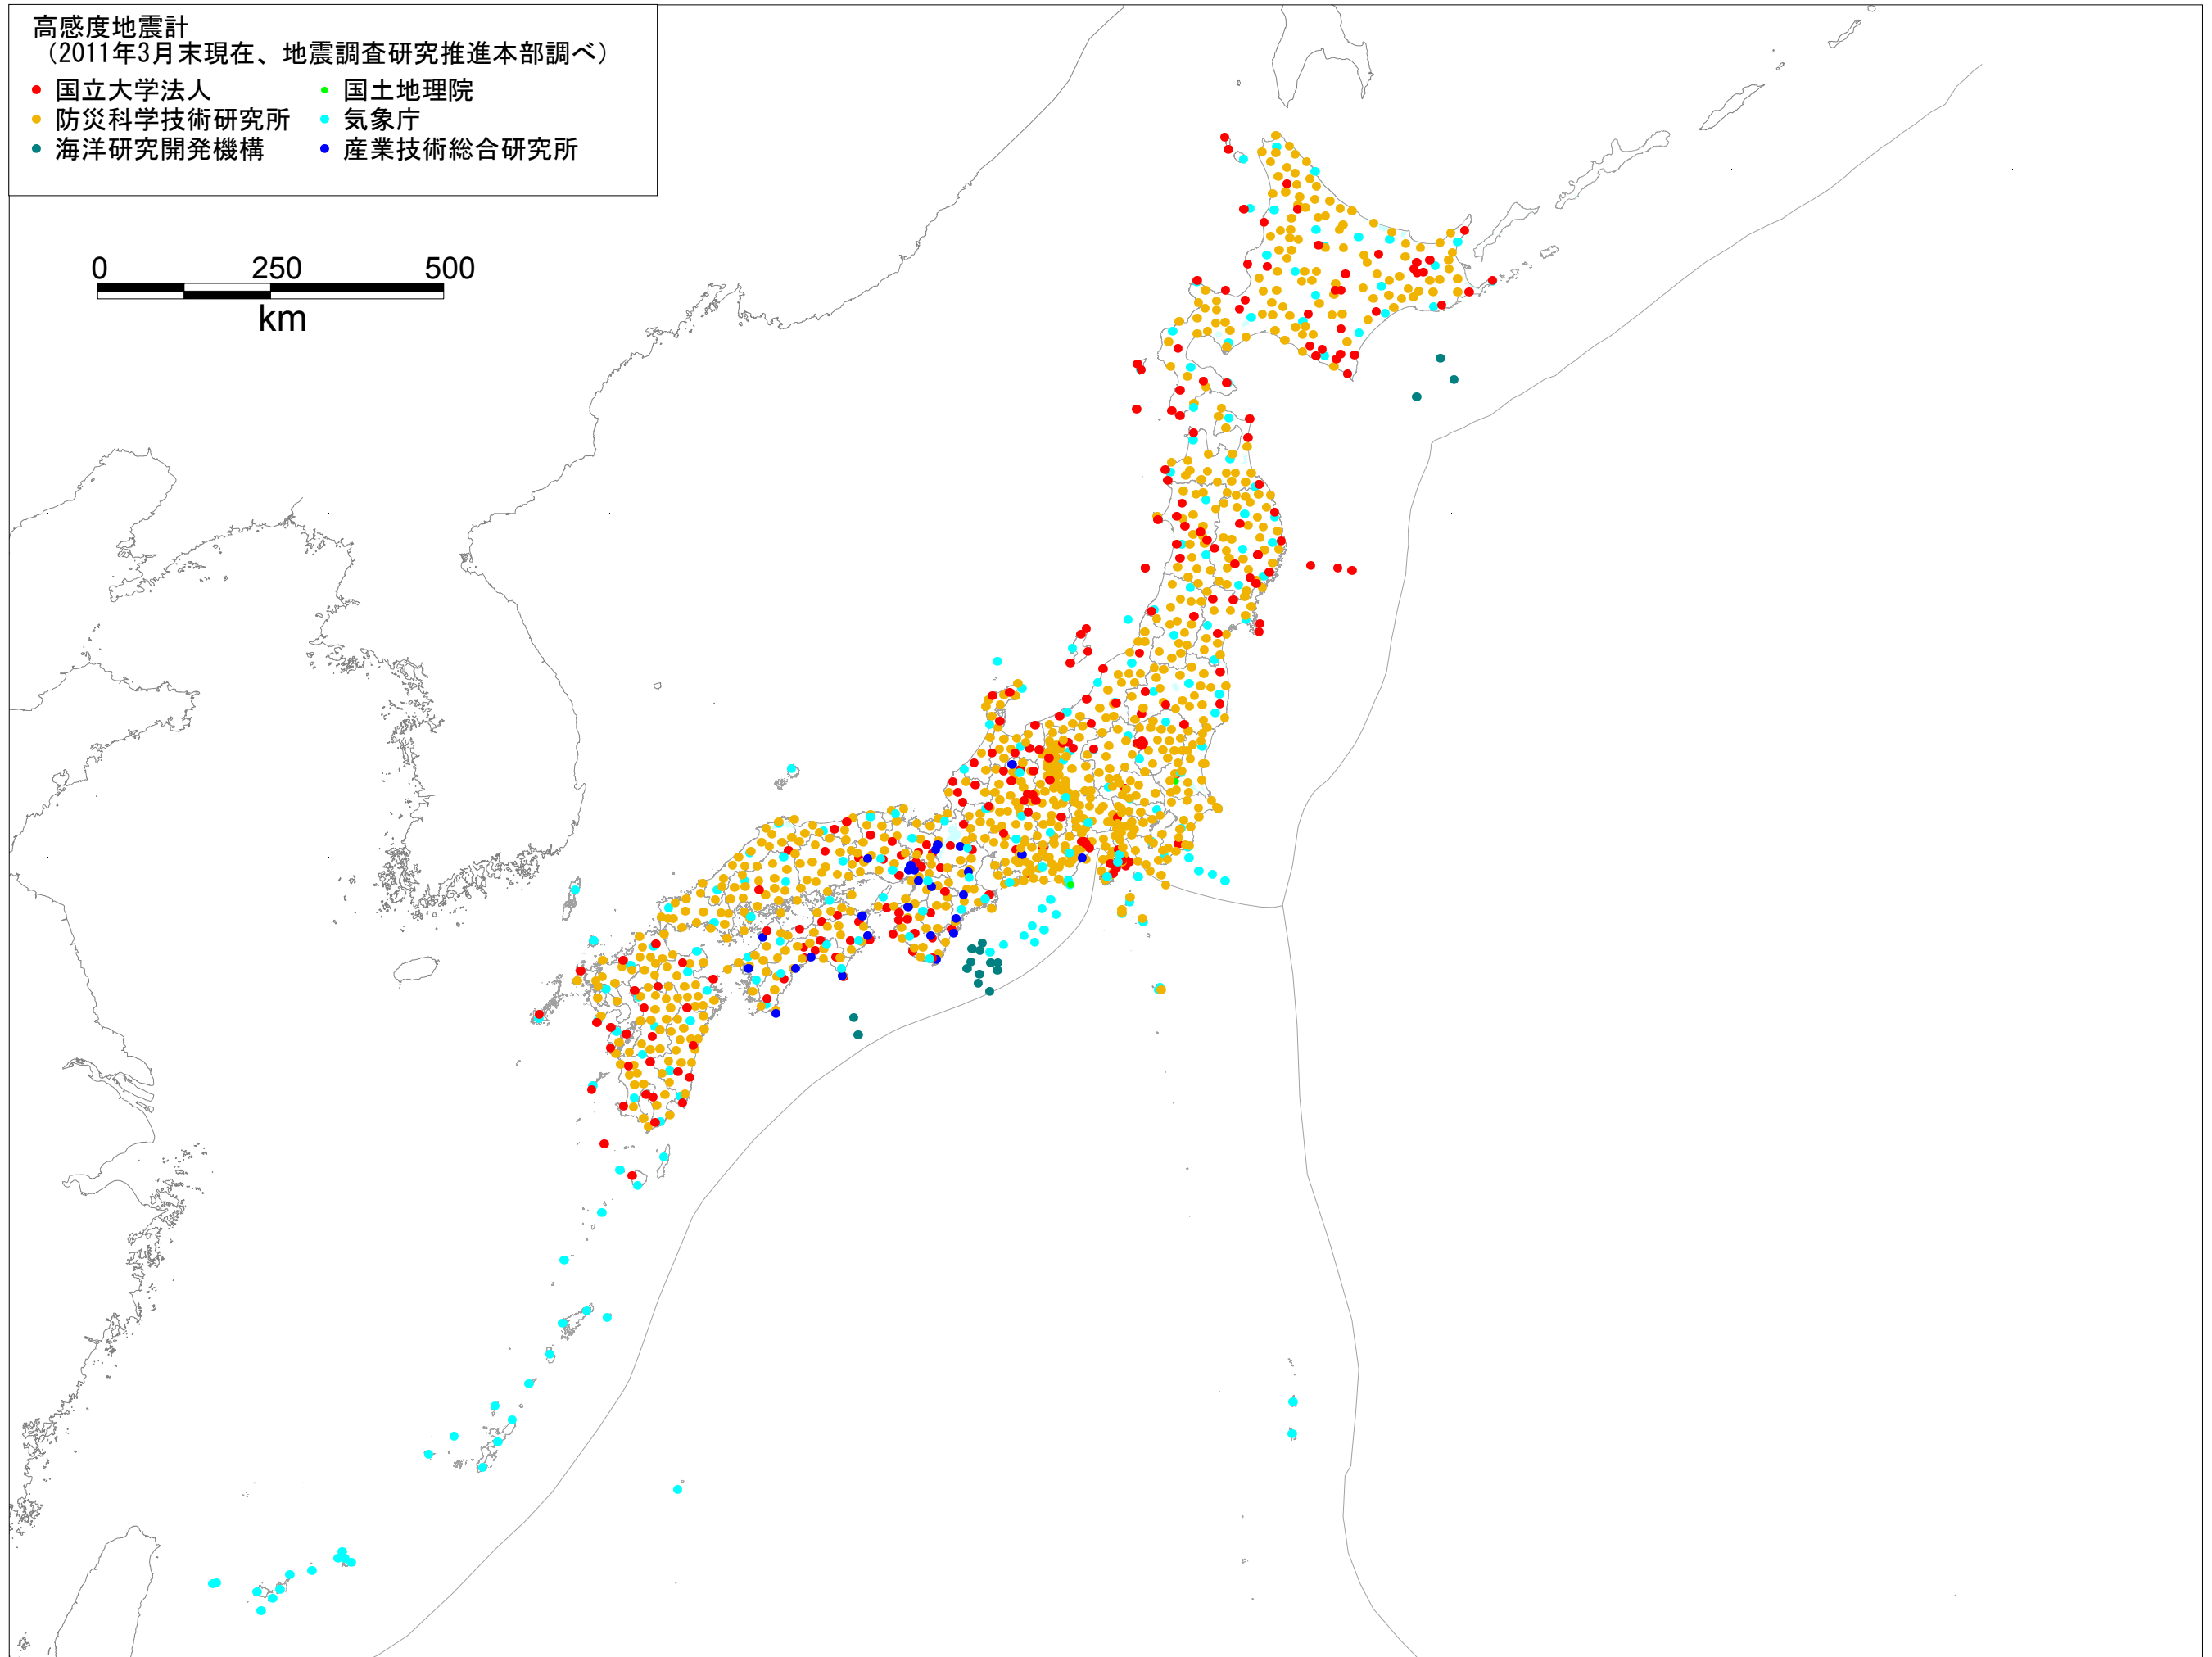 高感度地震計
（2011年3月末現在、地震調査研究推進本部調べ）
国立大学法人 国土地理院
防災科学技術研究所 気象庁
海洋研究開発機構 産業技術総合研究所
0 250 500
km